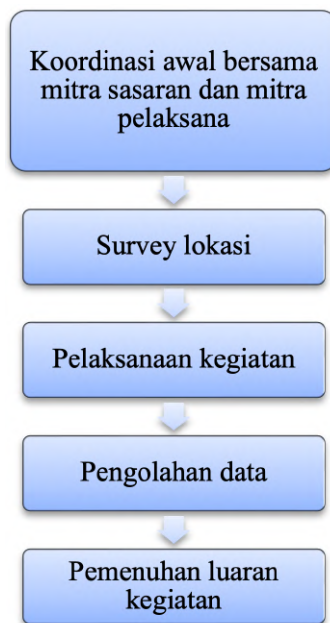 Koordinasi awal bersama
mitra sasaran dan mitra
pelaksana
Survey lokasi
Pelaksanaan kegiatan
Pengolahan data
Pemenuhan luaran
kegiatan